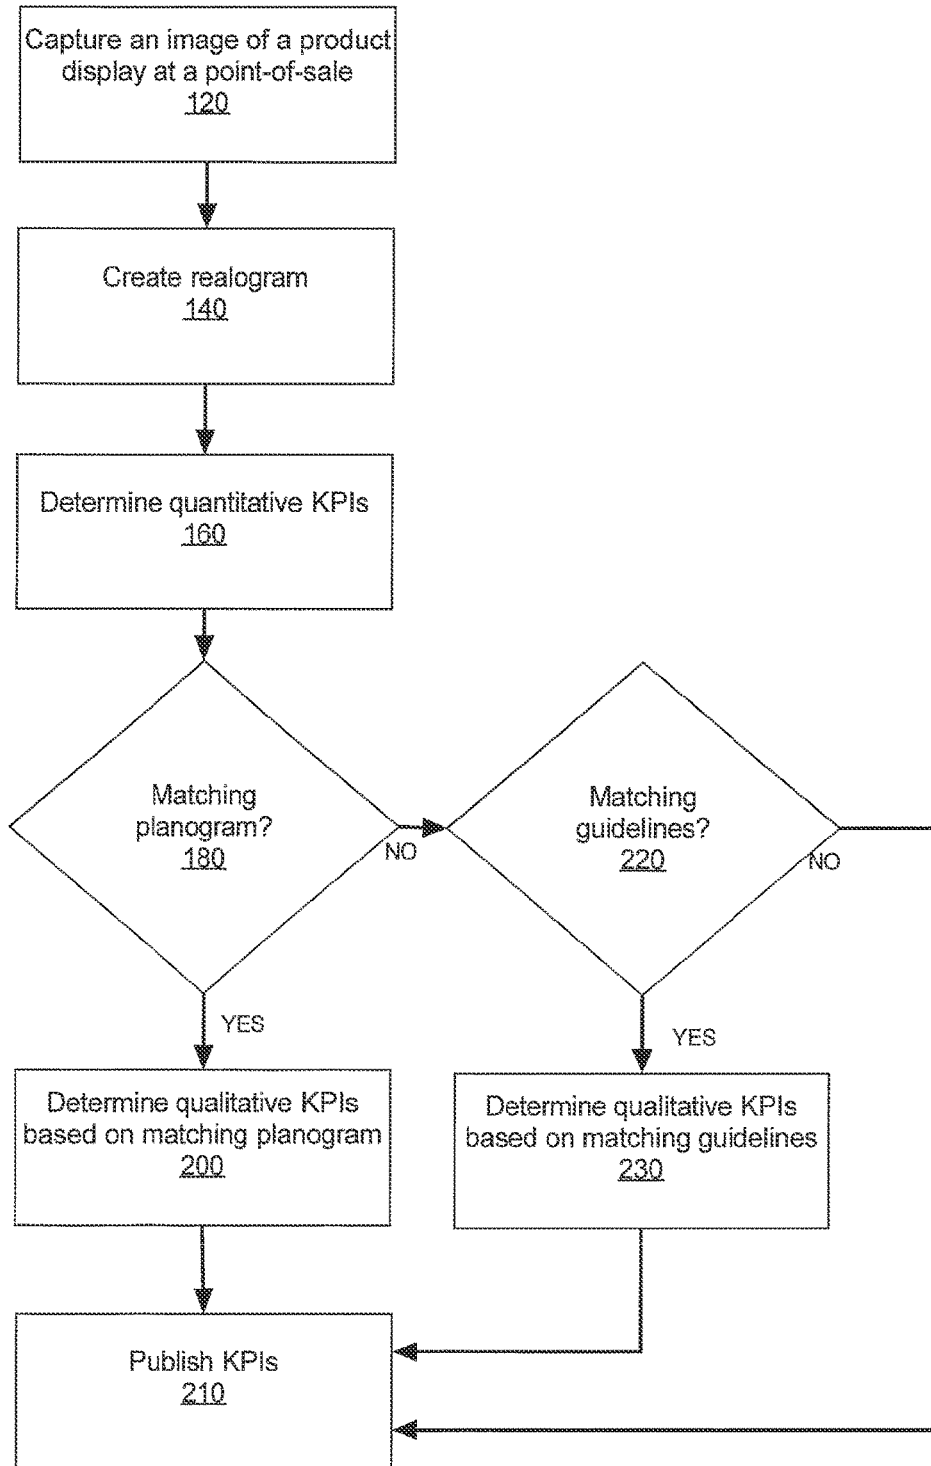 Capture an image of a product
display at a point-of-sale
120
Create realogram
140
Determine quantitative KPIs
160
Matching
planogram?
180
NO
Matching
guidelines?
220
NO
YES
YES
Determine qualitative KPIs
based on matching planogram
200
Determine qualitative KPIs
based on matching guidelines
230
Publish KPIs
210